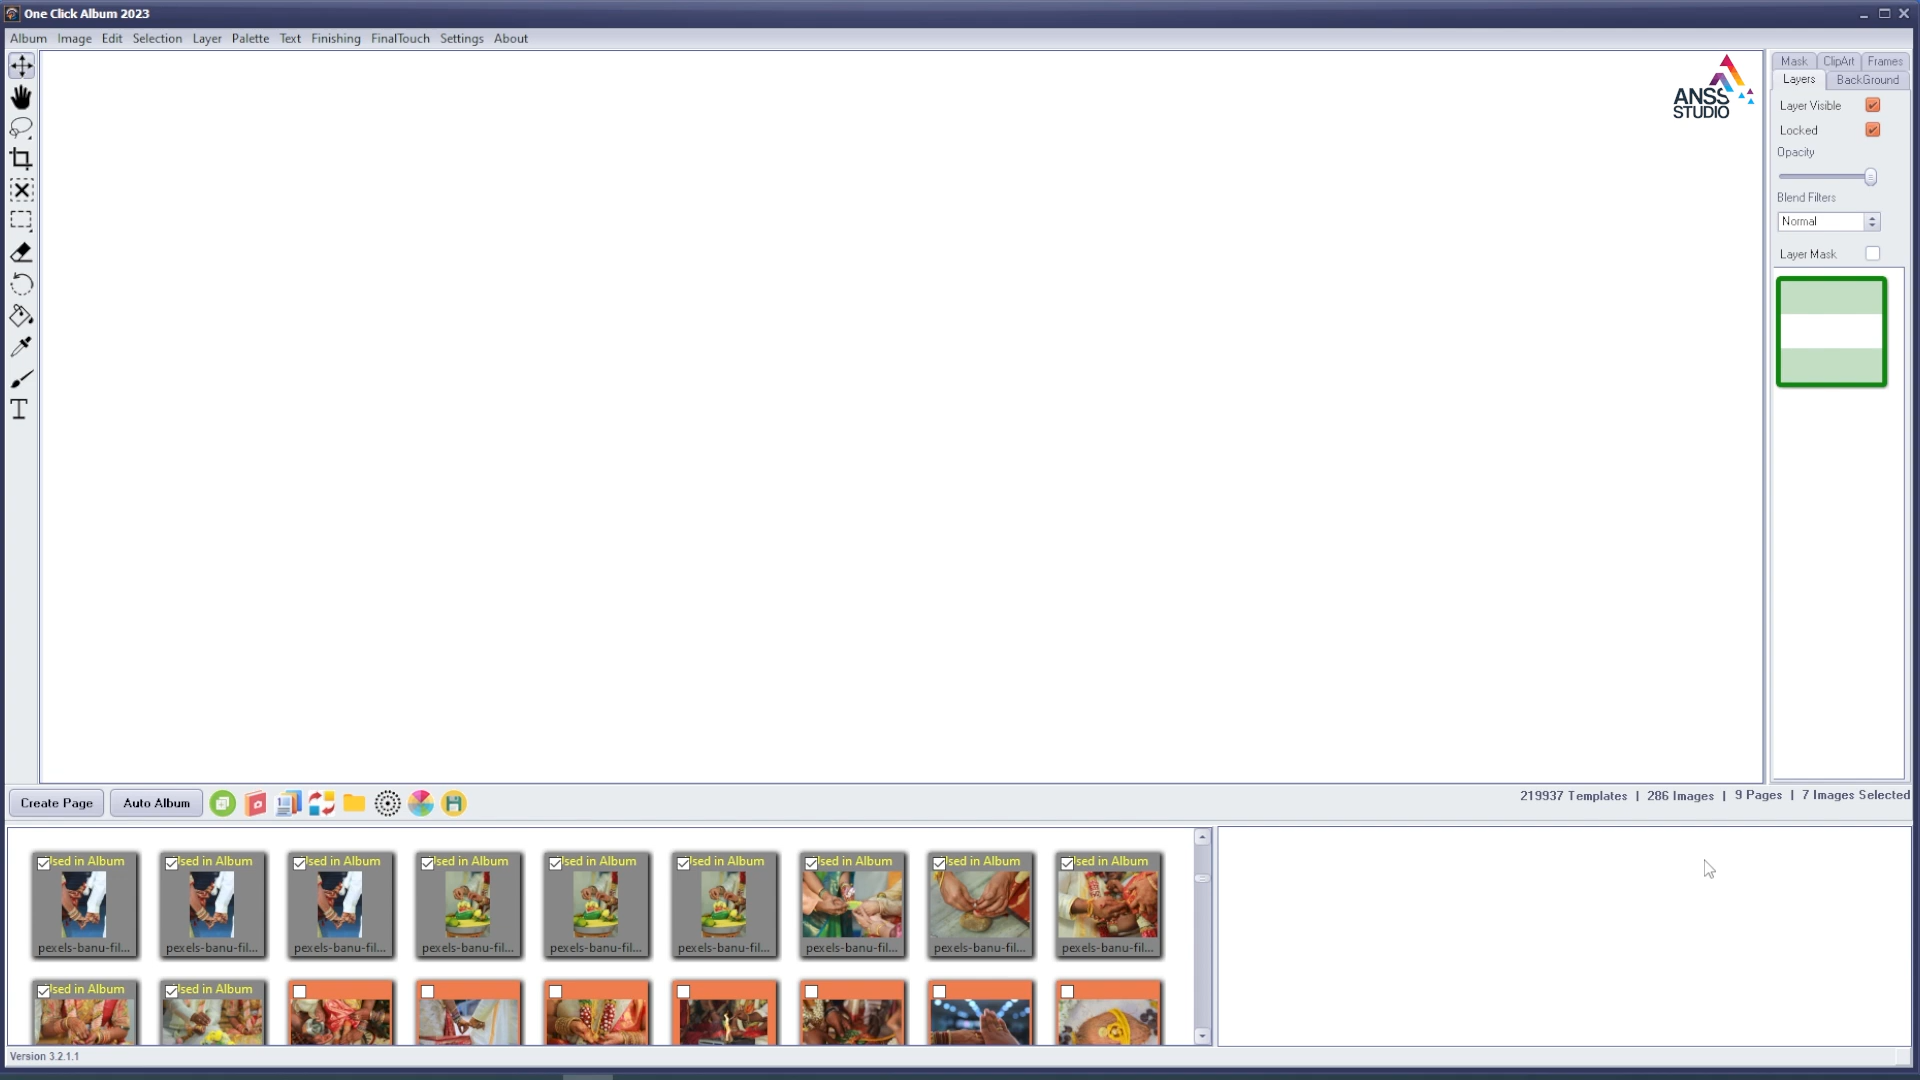 One Click Album 2023
Album Image Edit Selection Layer Palette Text Finishing FinalTouch Settings About
ANSS
STUDIO
Mask ClipArt Frames
Layers BackGround
Layer Visible
Locked
Opacity
Blend Filters
Normal
Layer Mask
Create Page Auto Album
219937 Templates | 286 Images | 9 Pages | 7 Images Selected
sed in Album sed in Album sed in Album sed in Album sed in Album sed in Album sed in Album sed in Album sed in Album
pexels-banu-fil... pexels-banu-fil... pexels-banu-fil... pexels-banu-fil... pexels-banu-fil... pexels-banu-fil... pexels-banu-fil... pexels-banu-fil... pexels-banu-fil...
sed in Album sed in Album
Version 3.2.1.1